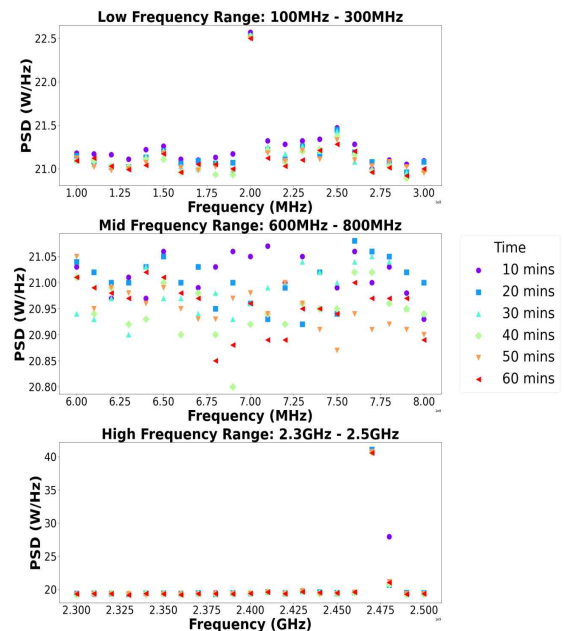 Low Frequency Range: 100MHz - 300MHz
PSD (W/Hz)
22.5
22.0
21.5
21.0
1.00 1.25 1.50 1.75 2.00 2.25 2.50 2.75 3.00
Frequency (MHz)
Mid Frequency Range: 600MHz - 800MHz
PSD (W/Hz)
21.05
21.00
20.95
20.90
20.85
20.80
6.00 6.25 6.50 6.75 7.00 7.25 7.50 7.75 8.00
Frequency (MHz)
Time
10 mins
20 mins
30 mins
40 mins
50 mins
60 mins
High Frequency Range: 2.3GHz - 2.5GHz
PSD (W/Hz)
40
35
30
25
20
2.300 2.325 2.350 2.375 2.400 2.425 2.450 2.475 2.500
Frequency (GHz)